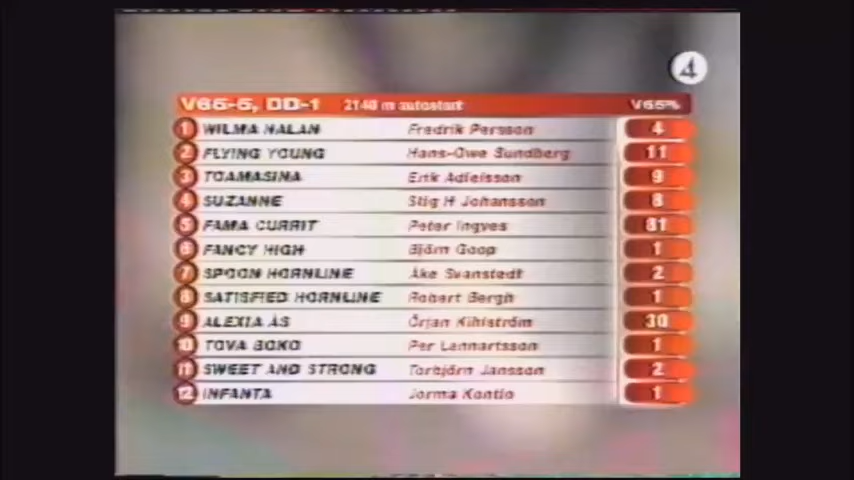 4
V65-5, DD-1 2140 m autostart V65%
1 WILMA NALAN Fredrik Persson 4
2 FLYING YOUNG Hans-Owe Sundberg 11
3 TOAMASINA Erik Adielsson 9
4 SUZANNE Stig H Johansson 8
5 FAMA CURRIT Peter Ingves 81
6 FANCY HIGH Björn Goop 1
7 SPOON HORNLINE Åke Svanstedt 2
8 SATISFIED HORNLINE Robert Bergh 1
9 ALEXIA ÅS Örjan Kihlström 30
10 TOVA BOKO Per Lennartsson 1
11 SWEET AND STRONG Torbjörn Jansson 2
12 INFANTA Jorma Kontio 1